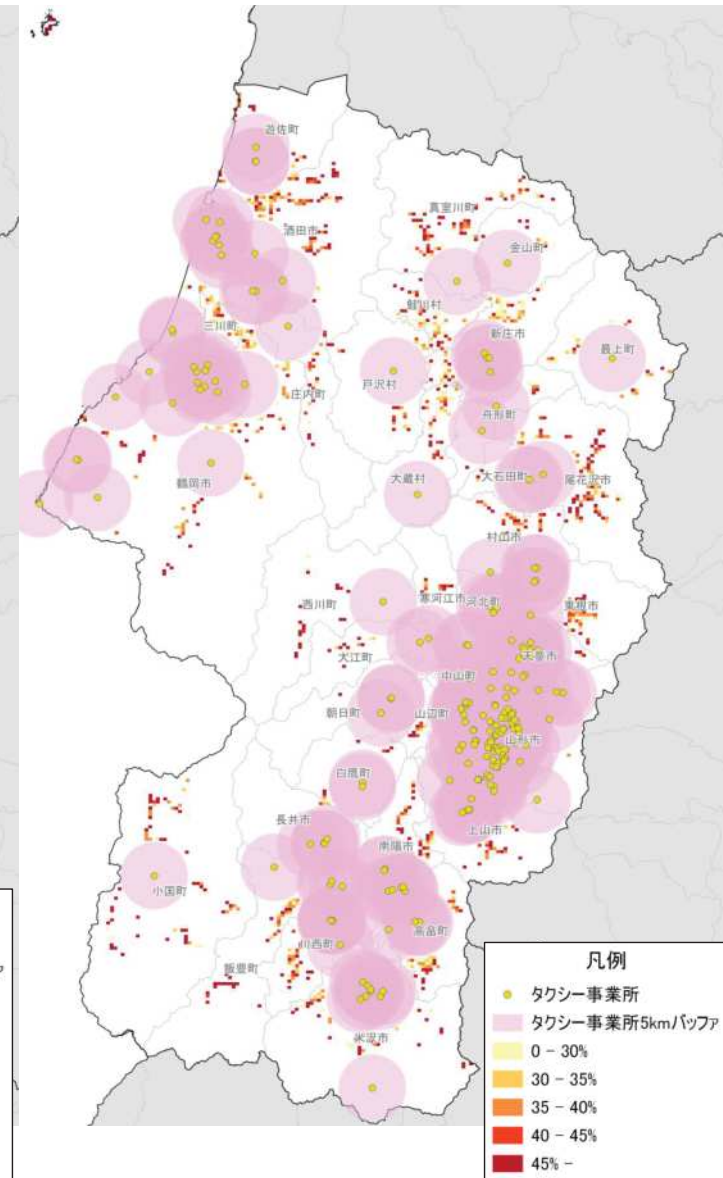 遊佐町
酒田市
真室川町
金山町
鮭川村
三川町
新庄市
最上町
庄内町
戸沢村
舟形町
鶴岡市
大蔵村
大石田町
尾花沢市
村山市
西川町
寒河江市
河北町
東根市
大江町
天童市
中山町
朝日町
山辺町
山形市
白鷹町
長井市
上山市
南陽市
小国町
川西町
高畠町
飯豊町
米沢市
凡例
タクシー事業所
タクシー事業所5kmバッファ
0 - 30%
30 - 35%
35 - 40%
40 - 45%
45% -